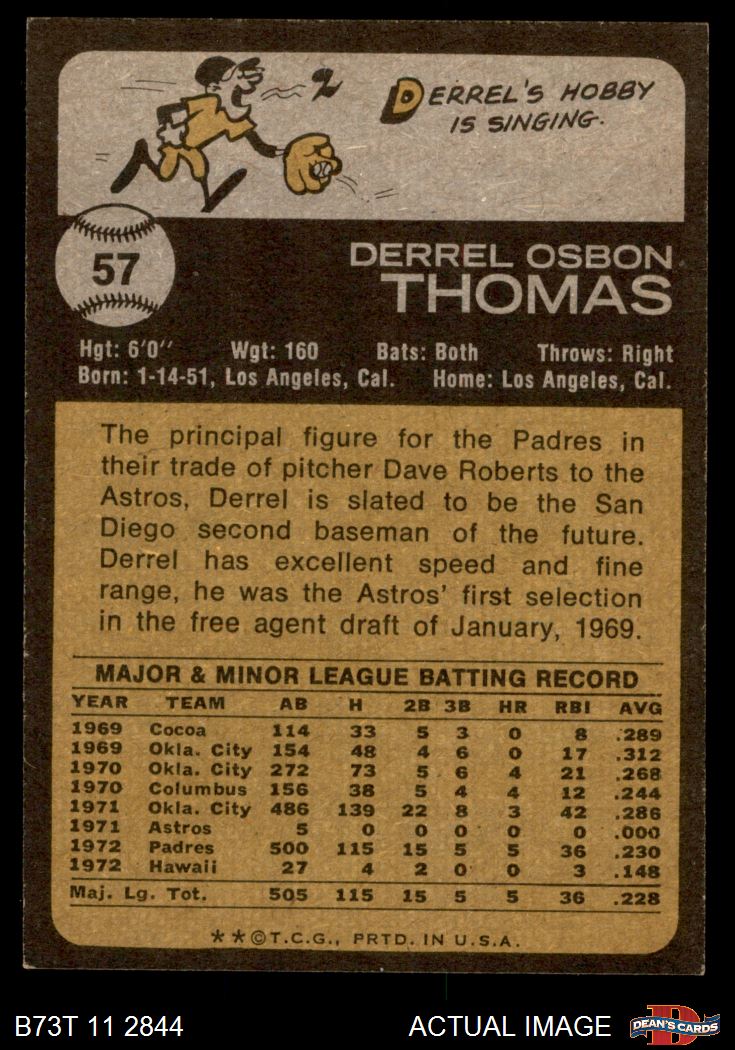 DERREL'S HOBBY
IS SINGING.
57
DERREL OSBON
THOMAS
Hgt: 6'0'' Wgt: 160 Bats: Both Throws: Right
Born: 1-14-51, Los Angeles, Cal. Home: Los Angeles, Cal.
The principal figure for the Padres in
their trade of pitcher Dave Roberts to the
Astros, Derrel is slated to be the San
Diego second baseman of the future.
Derrel has excellent speed and fine
range, he was the Astros' first selection
in the free agent draft of January, 1969.
MAJOR & MINOR LEAGUE BATTING RECORD
YEAR TEAM AB H 2B 3B HR RBI AVG
1969 Cocoa 114 33 5 3 0 8 .289
1969 Okla. City 154 48 4 6 0 17 .312
1970 Okla. City 272 73 5 6 4 21 .268
1970 Columbus 156 38 5 4 4 12 .244
1971 Okla. City 486 139 22 8 3 42 .286
1971 Astros 5 0 0 0 0 0 .000
1972 Padres 500 115 15 5 5 36 .230
1972 Hawaii 27 4 2 0 0 3 .148
Maj. Lg. Tot. 505 115 15 5 5 36 .228
**©T.C.G., PRTD. IN U.S.A.
B73T 11 2844 ACTUAL IMAGE DEAN'S CARDS